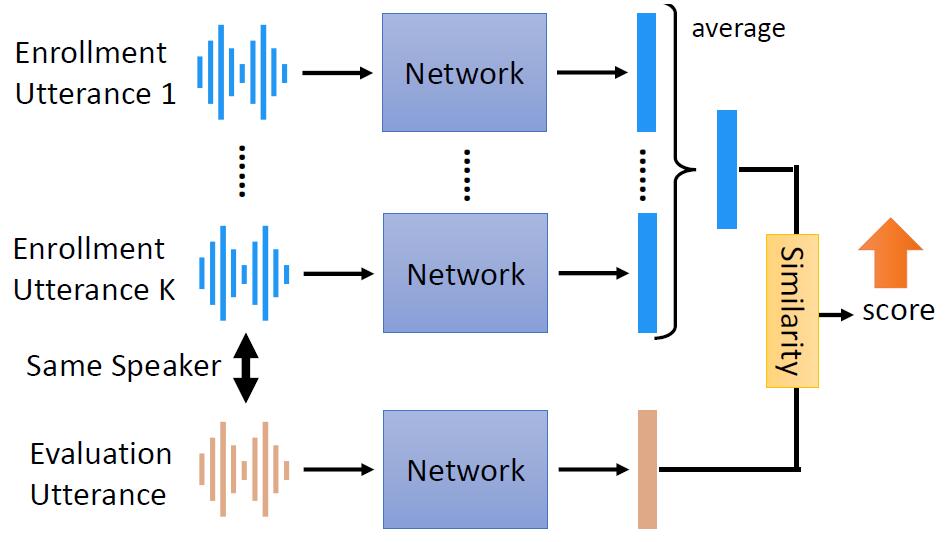 Enrollment
Utterance 1
Network
average
Enrollment
Utterance K
Network
Similarity
score
Same Speaker
Evaluation
Utterance
Network